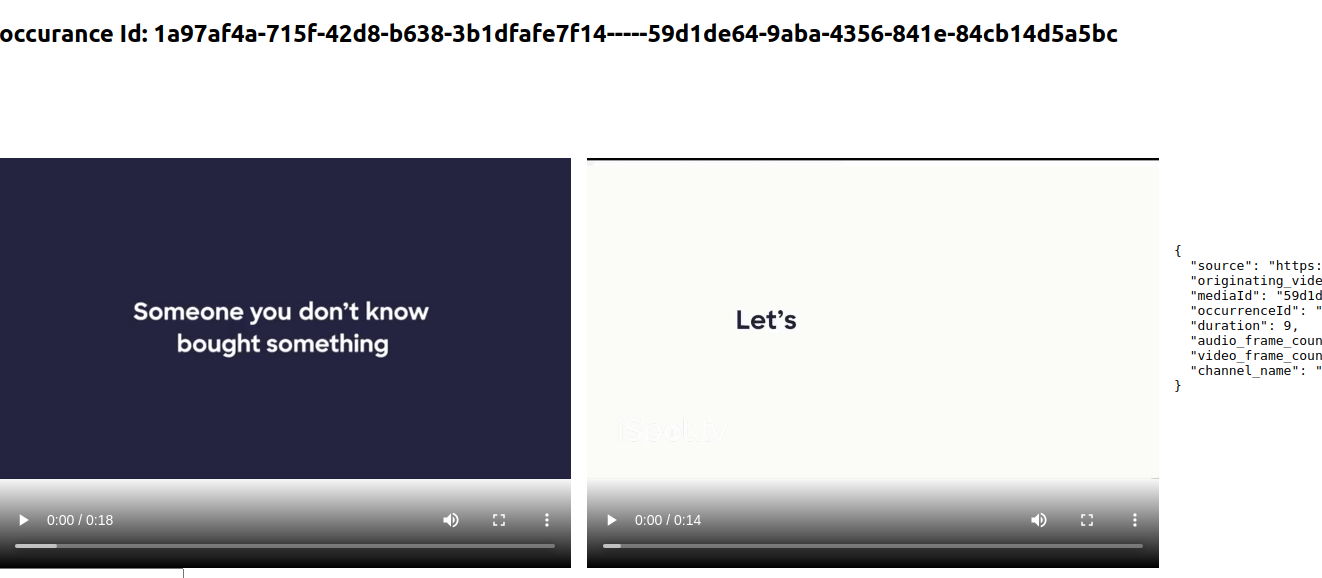 occurance Id: 1a97af4a-715f-42d8-b638-3b1dfafe7f14-----59d1de64-9aba-4356-841e-84cb14d5a5bc
Someone you don't know
bought something
0:00 / 0:18
Let's
iSpot.tv
0:00 / 0:14
{
"source": "https:
"originating_vide
"mediaId": "59d1d
"occurrenceId": "
"duration": 9,
"audio_frame_coun
"video_frame_coun
"channel_name": "
}